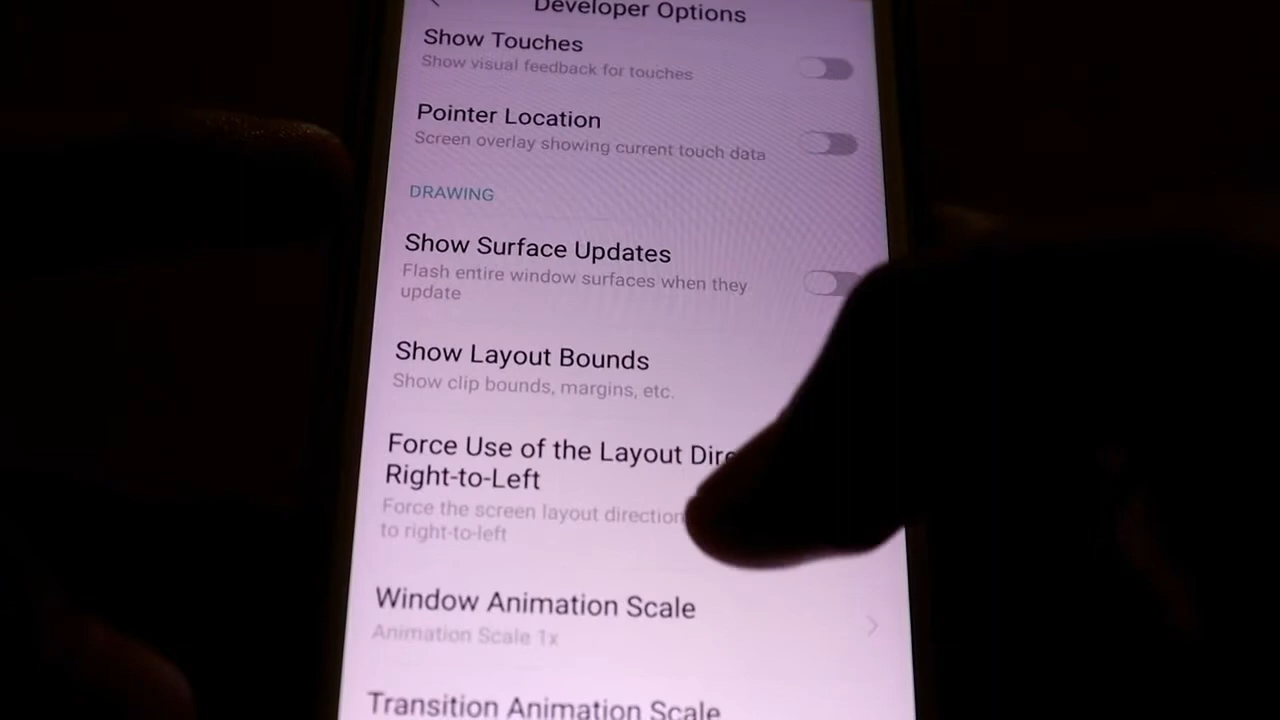 Developer Options
Show Touches
Show visual feedback for touches
Pointer Location
Screen overlay showing current touch data
DRAWING
Show Surface Updates
Flash entire window surfaces when they
update
Show Layout Bounds
Show clip bounds, margins, etc.
Force Use of the Layout Dire
Right-to-Left
Force the screen layout direction
to right-to-left
Window Animation Scale
Animation Scale 1x
Transition Animation Scale